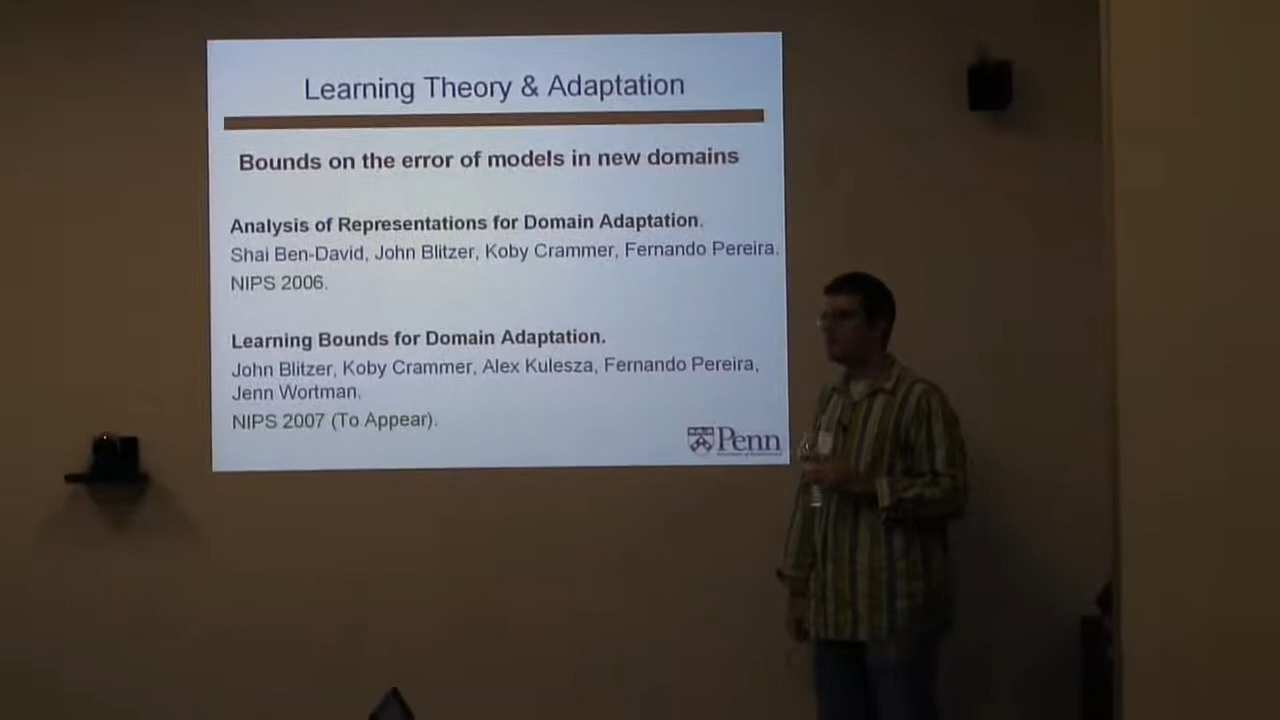 Learning Theory & Adaptation
Bounds on the error of models in new domains
Analysis of Representations for Domain Adaptation.
Shai Ben-David, John Blitzer, Koby Crammer, Fernando Pereira.
NIPS 2006.
Learning Bounds for Domain Adaptation.
John Blitzer, Koby Crammer, Alex Kulesza, Fernando Pereira,
Jenn Wortman.
NIPS 2007 (To Appear).
Penn